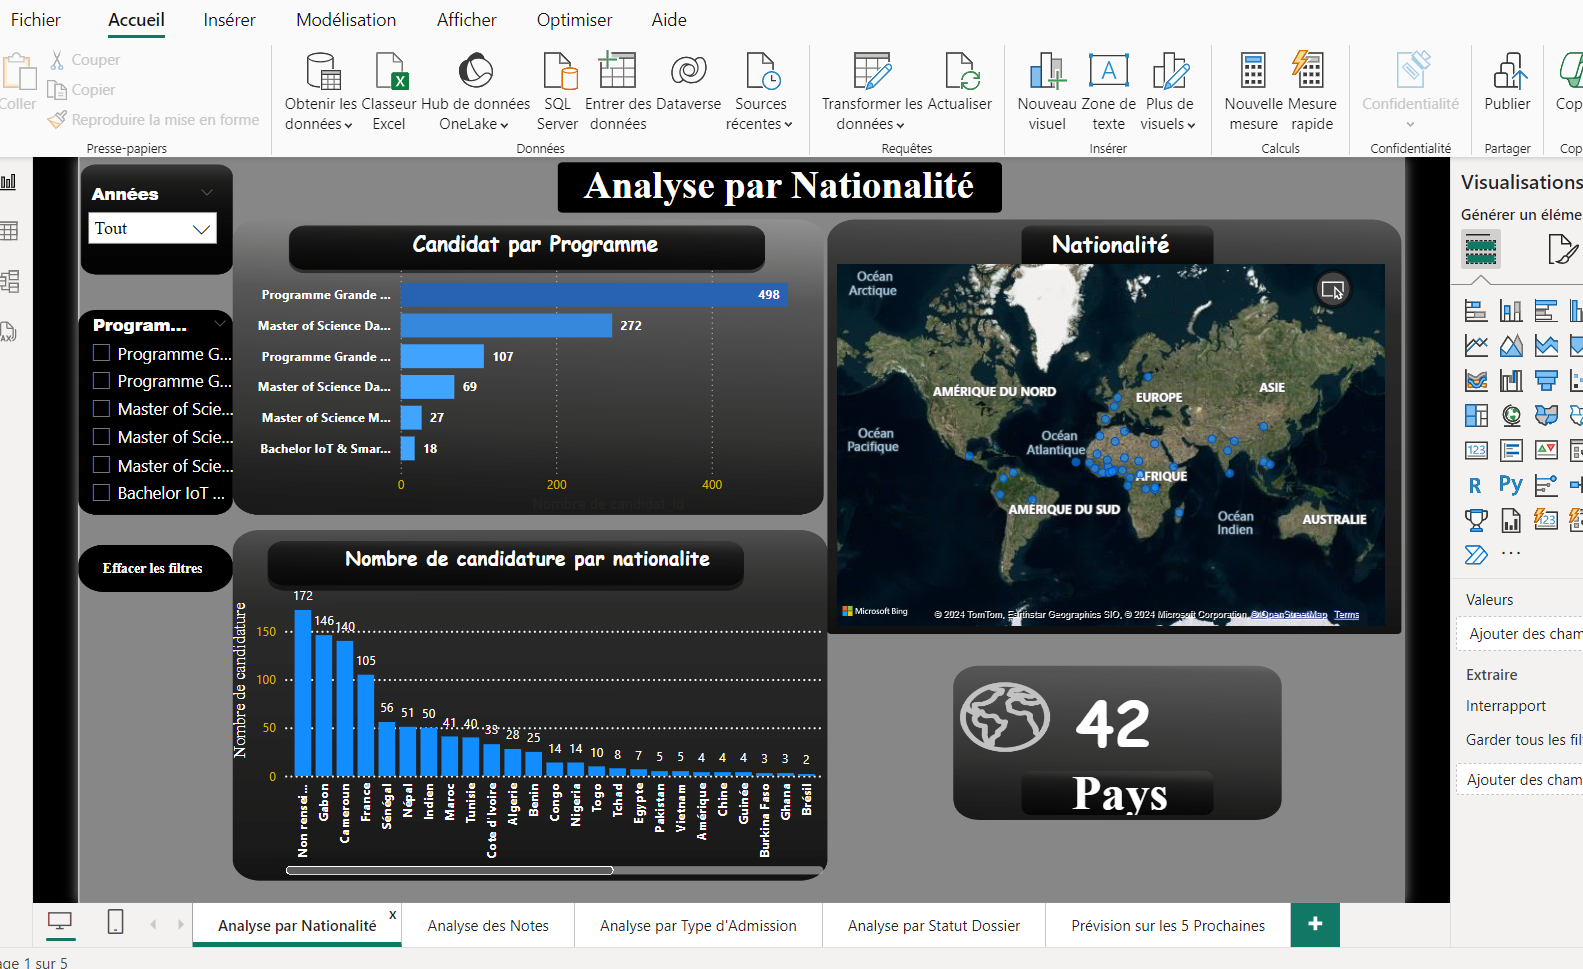 Fichier Accueil Insérer Modélisation Afficher Optimiser Aide
Coller
Couper
Copier
Reproduire la mise en forme
Presse-papiers
Obtenir les données
Classeur Excel
Hub de données OneLake
SQL Server
Entrer des données
Dataverse
Sources récentes
Données
Transformer les données
Actualiser
Requêtes
Nouveau visuel
Zone de texte
Plus de visuels
Insérer
Nouvelle mesure
Mesure rapide
Calculs
Confidentialité
Confidentialité
Publier
Partager
Cop
Cop
Années
Tout
Program...
Programme G...
Programme G...
Master of Scie...
Master of Scie...
Master of Scie...
Bachelor IoT ...
Effacer les filtres
Analyse par Nationalité
Candidat par Programme
Programme Grande ... 498
Master of Science Da... 272
Programme Grande ... 107
Master of Science Da... 69
Master of Science M... 27
Bachelor IoT & Smar... 18
0 200 400
Nombre de candidat_Id
Nombre de candidature par nationalite
Nombre de candidature
150
100
50
0
172 146 140 105 56 51 50 41 40 33 28 25 14 14 10 8 7 5 5 4 4 4 3 3 2
Non rensei... Gabon Cameroun France Sénégal Népal Indien Maroc Tunisie Cote d'Ivoire Algerie Benin Congo Nigeria Togo Tchad Egypte Pakistan Vietnam Amérique Chine Guinée Burkina Faso Ghana Brésil
Nationalité
Océan Arctique
AMÉRIQUE DU NORD
EUROPE
ASIE
Océan Pacifique
Océan Atlantique
AFRIQUE
AMÉRIQUE DU SUD
Océan Indien
AUSTRALIE
Microsoft Bing
© 2024 TomTom, Earthstar Geographics SIO, © 2024 Microsoft Corporation, © OpenStreetMap Terms
42
Pays
Visualisations
Générer un éléme
R Py
123
123
...
Valeurs
Ajouter des cham
Extraire
Interrapport
Garder tous les fil
Ajouter des cham
Analyse par Nationalité x
Analyse des Notes
Analyse par Type d'Admission
Analyse par Statut Dossier
Prévision sur les 5 Prochaines
+
age 1 sur 5